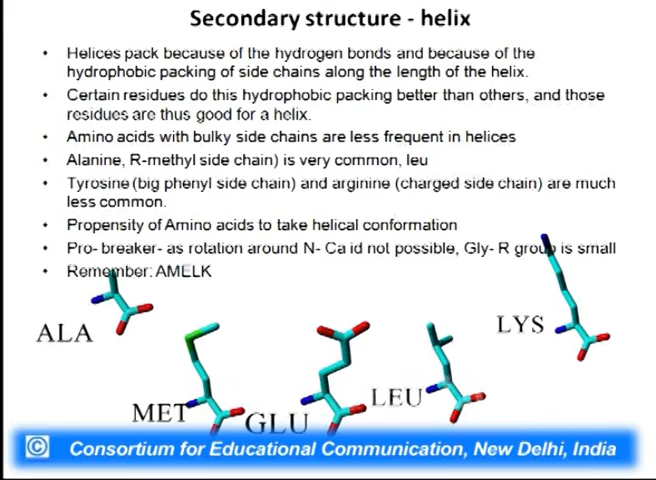 Secondary structure - helix
• Helices pack because of the hydrogen bonds and because of the
hydrophobic packing of side chains along the length of the helix.
• Certain residues do this hydrophobic packing better than others, and those
residues are thus good for a helix.
• Amino acids with bulky side chains are less frequent in helices
• Alanine, R-methyl side chain) is very common, leu
• Tyrosine (big phenyl side chain) and arginine (charged side chain) are much
less common.
• Propensity of Amino acids to take helical conformation
• Pro- breaker- as rotation around N- Ca id not possible, Gly- R group is small
• Remember: AMELK
ALA
LYS
MET
GLU
LEU
© Consortium for Educational Communication, New Delhi, India